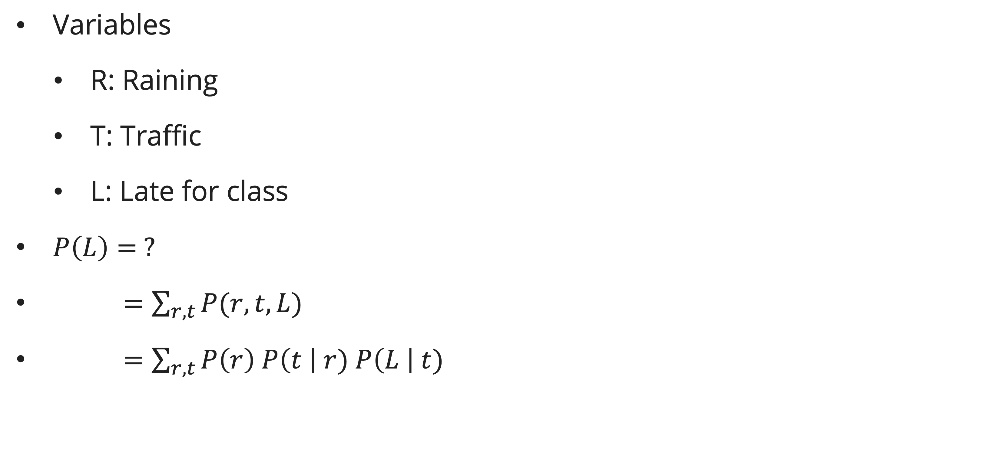 • Variables
• R: Raining
• T: Traffic
• L: Late for class
• P(L) = ?
• = ∑r,t P(r, t, L)
• = ∑r,t P(r) P(t | r) P(L | t)